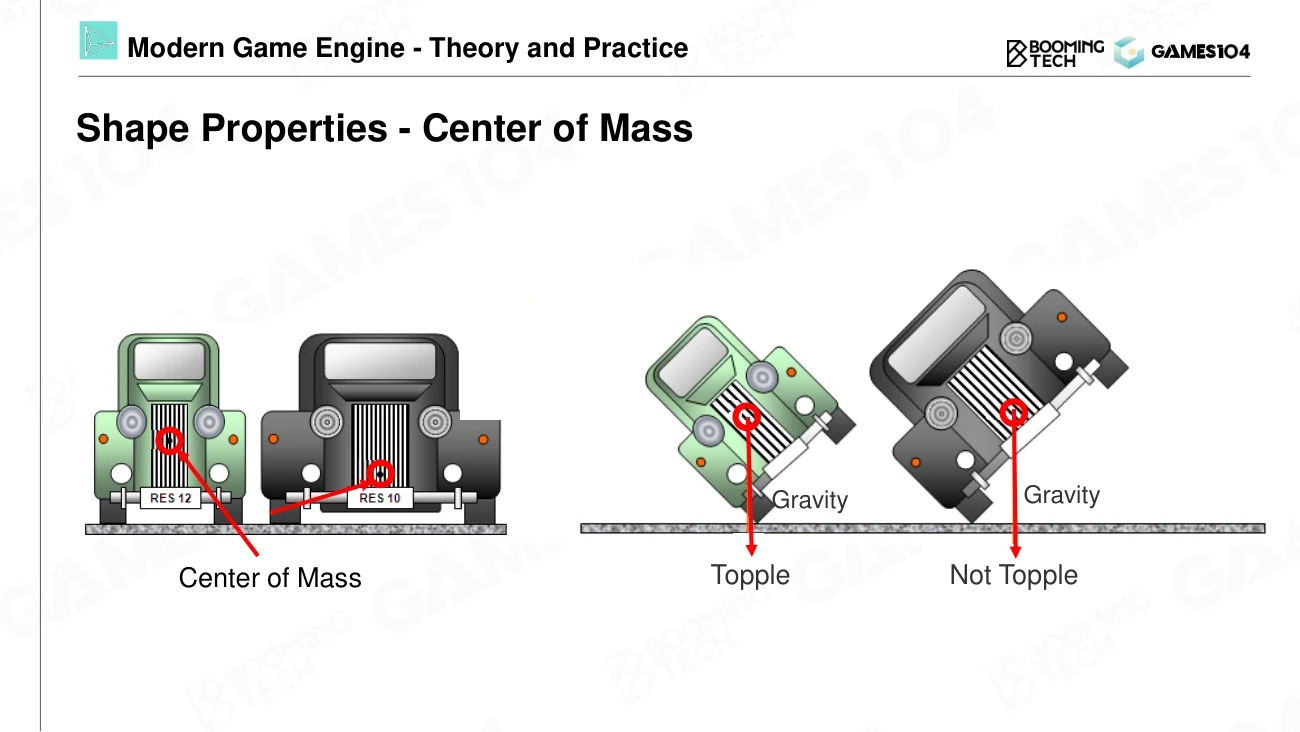 Modern Game Engine - Theory and Practice
BOOMING
TECH
GAMES104
Shape Properties - Center of Mass
RES 12
RES 10
Gravity
Gravity
Center of Mass
Topple
Not Topple